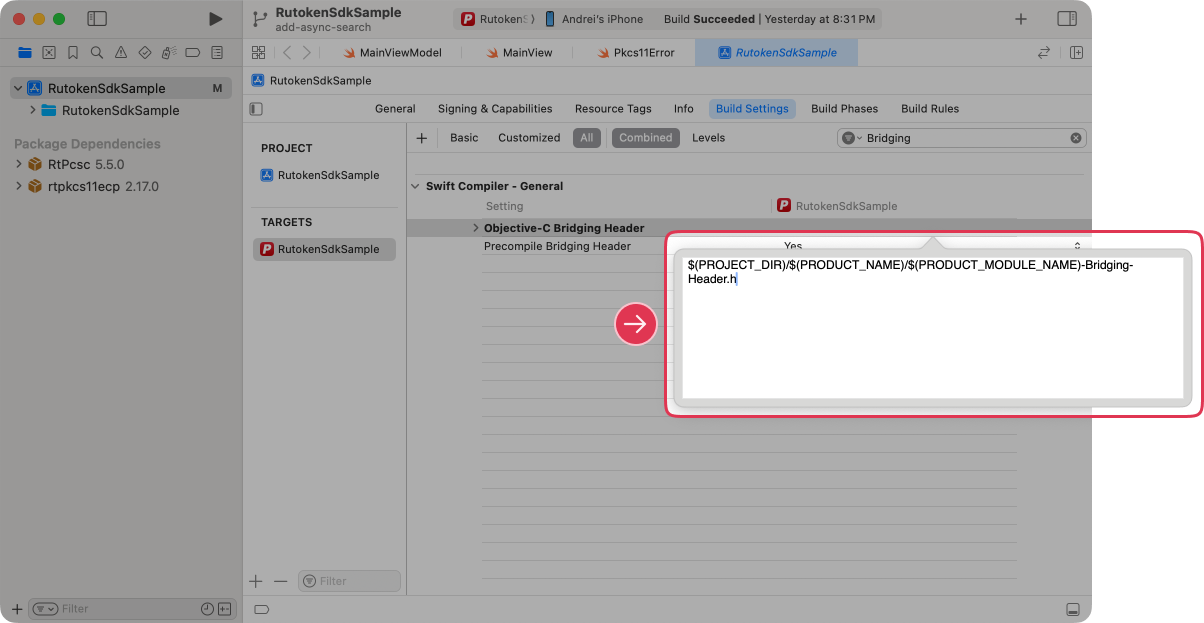 RutokenSdkSample
add-async-search
RutokenS
Andrei's iPhone
Build Succeeded | Yesterday at 8:31 PM
MainViewModel
MainView
Pkcs11Error
RutokenSdkSample
RutokenSdkSample M
RutokenSdkSample
Package Dependencies
RtPcsc 5.5.0
rtpkcs11ecp 2.17.0
Filter
RutokenSdkSample
General
Signing & Capabilities
Resource Tags
Info
Build Settings
Build Phases
Build Rules
PROJECT
RutokenSdkSample
TARGETS
RutokenSdkSample
Filter
Basic
Customized
All
Combined
Levels
Bridging
Swift Compiler - General
Setting
RutokenSdkSample
Objective-C Bridging Header
Precompile Bridging Header
Yes
$(PROJECT_DIR)/$(PRODUCT_NAME)/$(PRODUCT_MODULE_NAME)-Bridging-
Header.h